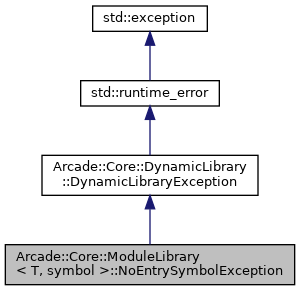 std::exception
std::runtime_error
Arcade::Core::DynamicLibrary
::DynamicLibraryException
Arcade::Core::ModuleLibrary
< T, symbol >::NoEntrySymbolException